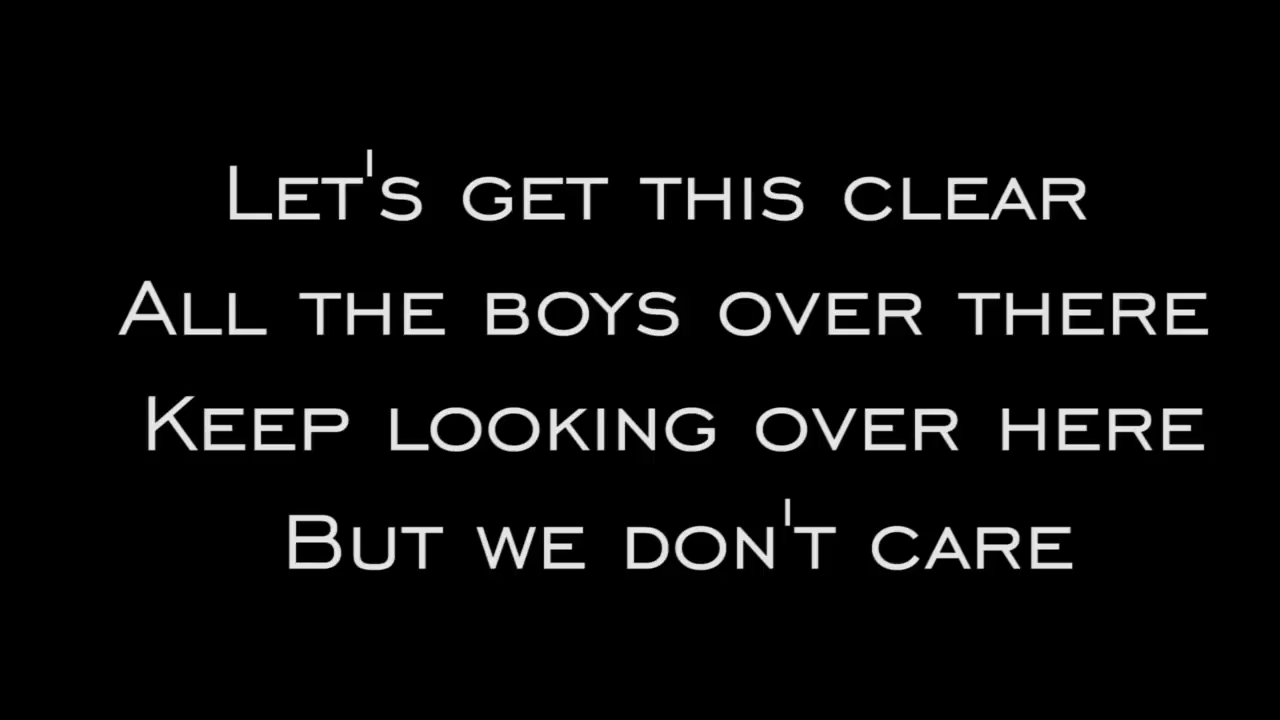 Let's get this clear
All the boys over there
Keep looking over here
But we don't care